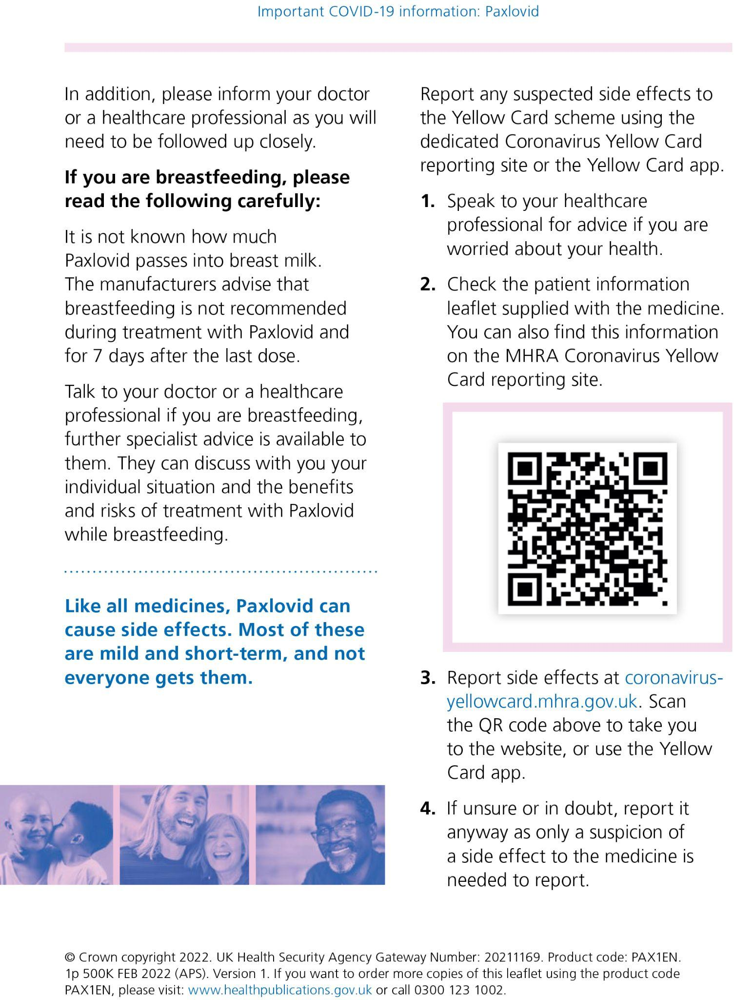 Important COVID-19 information: Paxlovid
In addition, please inform your doctor
or a healthcare professional as you will
need to be followed up closely.
If you are breastfeeding, please
read the following carefully:
It is not known how much
Paxlovid passes into breast milk.
The manufacturers advise that
breastfeeding is not recommended
during treatment with Paxlovid and
for 7 days after the last dose.
Talk to your doctor or a healthcare
professional if you are breastfeeding,
further specialist advice is available to
them. They can discuss with you your
individual situation and the benefits
and risks of treatment with Paxlovid
while breastfeeding.
Like all medicines, Paxlovid can
cause side effects. Most of these
are mild and short-term, and not
everyone gets them.
Report any suspected side effects to
the Yellow Card scheme using the
dedicated Coronavirus Yellow Card
reporting site or the Yellow Card app.
1. Speak to your healthcare
professional for advice if you are
worried about your health.
2. Check the patient information
leaflet supplied with the medicine.
You can also find this information
on the MHRA Coronavirus Yellow
Card reporting site.
3. Report side effects at coronavirus-
yellowcard.mhra.gov.uk. Scan
the QR code above to take you
to the website, or use the Yellow
Card app.
4. If unsure or in doubt, report it
anyway as only a suspicion of
a side effect to the medicine is
needed to report.
© Crown copyright 2022. UK Health Security Agency Gateway Number: 20211169. Product code: PAX1EN.
1p 500K FEB 2022 (APS). Version 1. If you want to order more copies of this leaflet using the product code
PAX1EN, please visit: www.healthpublications.gov.uk or call 0300 123 1002.